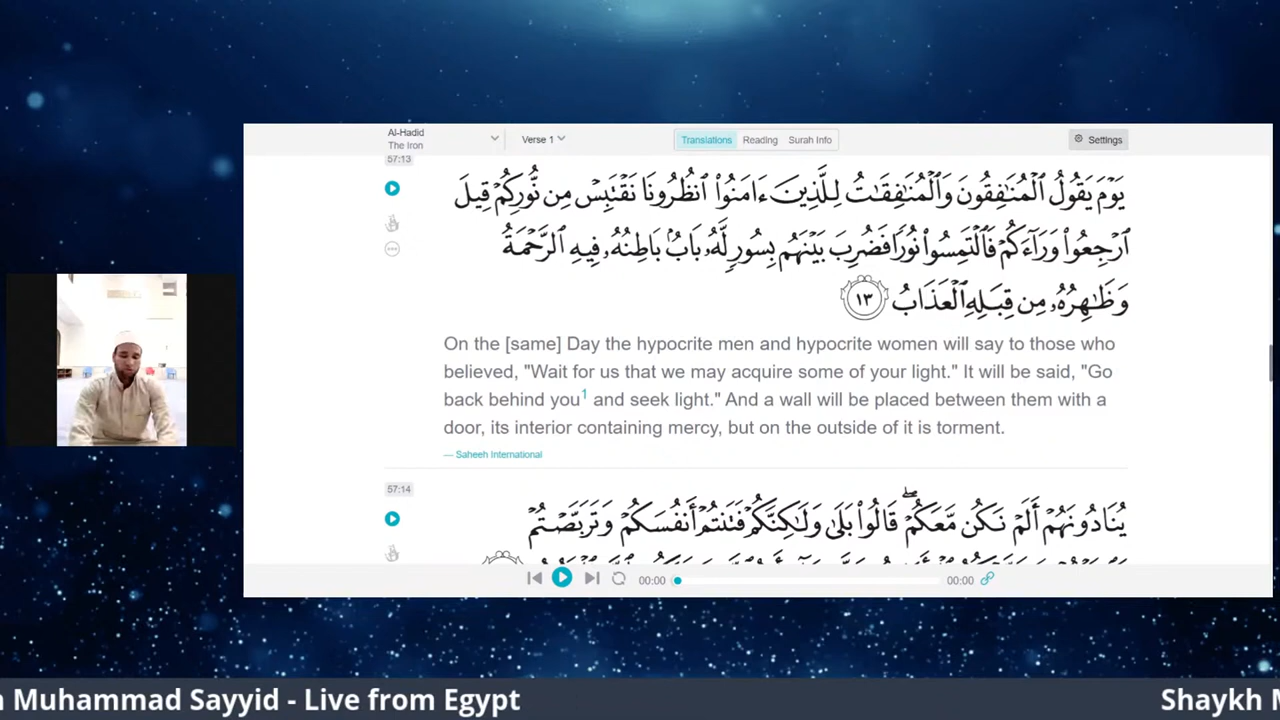 Al-Hadid
The Iron
Verse 1
Translations
Reading
Surah Info
Settings
57:13
يَوْمَ يَقُولُ ٱلْمُنَـٰفِقُونَ وَٱلْمُنَـٰفِقَـٰتُ لِلَّذِينَ ءَامَنُوا۟ ٱنظُرُونَا نَقْتَبِسْ مِن نُّورِكُمْ قِيلَ
ٱرْجِعُوا۟ وَرَآءَكُمْ فَٱلْتَمِسُوا۟ نُورًا فَضُرِبَ بَيْنَهُم بِسُورٍ لَّهُۥ بَابٌۢ بَاطِنُهُۥ فِيهِ ٱلرَّحْمَةُ
وَظَـٰهِرُهُۥ مِن قِبَلِهِ ٱلْعَذَابُ ١٣
On the [same] Day the hypocrite men and hypocrite women will say to those who
believed, "Wait for us that we may acquire some of your light." It will be said, "Go
back behind you1 and seek light." And a wall will be placed between them with a
door, its interior containing mercy, but on the outside of it is torment.
— Saheeh International
57:14
يُنَادُونَهُمْ أَلَمْ نَكُن مَّعَكُمْ ۖ قَالُوا۟ بَلَىٰ وَلَـٰكِنَّكُمْ فَتَنتُمْ أَنفُسَكُمْ وَتَرَبَّصْتُمْ
00:00
00:00
Muhammad Sayyid - Live from Egypt
Shaykh